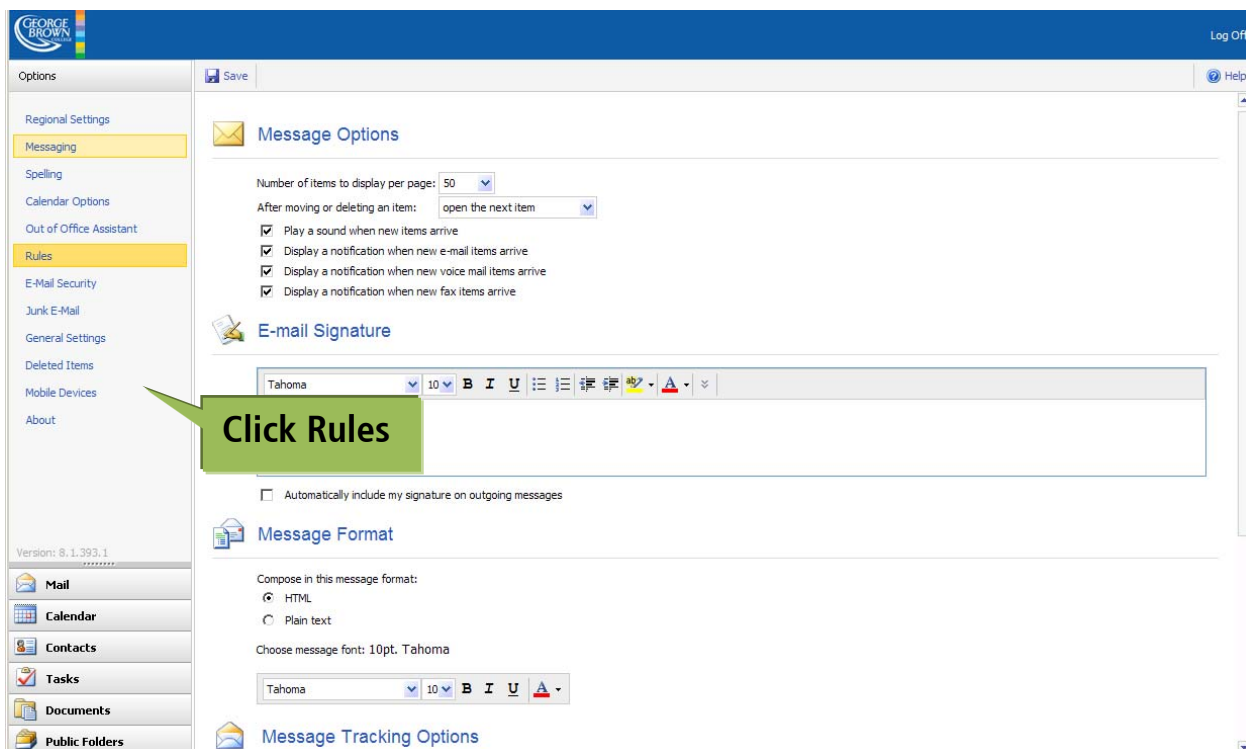 GEORGE
BROWN
COLLEGE
Log Off
Options
Save
Help
Regional Settings
Messaging
Spelling
Calendar Options
Out of Office Assistant
Rules
E-Mail Security
Junk E-Mail
General Settings
Deleted Items
Mobile Devices
About
Version: 8.1.393.1
Mail
Calendar
Contacts
Tasks
Documents
Public Folders
Message Options
Number of items to display per page: 50
After moving or deleting an item: open the next item
Play a sound when new items arrive
Display a notification when new e-mail items arrive
Display a notification when new voice mail items arrive
Display a notification when new fax items arrive
E-mail Signature
Tahoma 10 B I U ab A
Click Rules
Automatically include my signature on outgoing messages
Message Format
Compose in this message format:
HTML
Plain text
Choose message font: 10pt. Tahoma
Tahoma 10 B I U A
Message Tracking Options